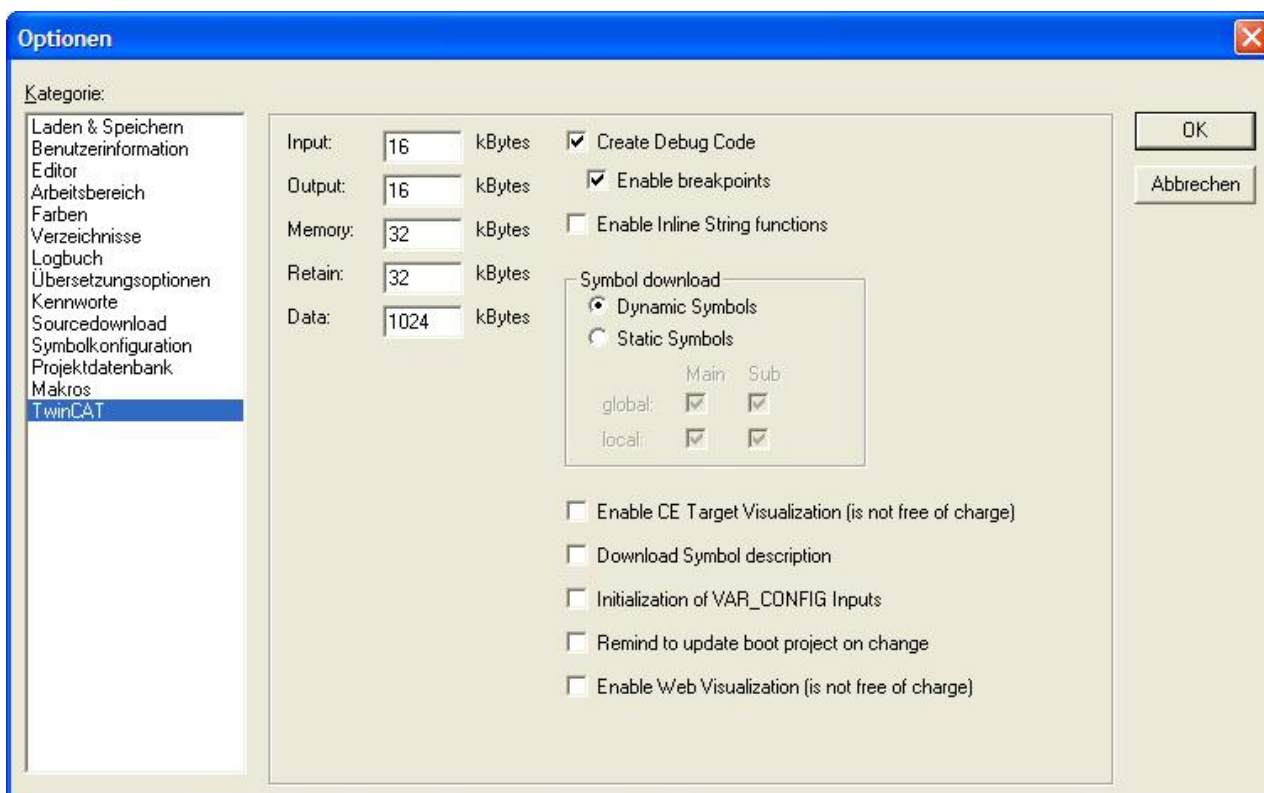 Optionen
Kategorie:
Laden & Speichern
Benutzerinformation
Editor
Arbeitsbereich
Farben
Verzeichnisse
Logbuch
Übersetzungsoptionen
Kennworte
Sourcedownload
Symbolkonfiguration
Projektdatenbank
Makros
TwinCAT
Input: 16 kBytes
Output: 16 kBytes
Memory: 32 kBytes
Retain: 32 kBytes
Data: 1024 kBytes
Create Debug Code
Enable breakpoints
Enable Inline String functions
Symbol download
Dynamic Symbols
Static Symbols
Main Sub
global:
local:
Enable CE Target Visualization (is not free of charge)
Download Symbol description
Initialization of VAR_CONFIG Inputs
Remind to update boot project on change
Enable Web Visualization (is not free of charge)
OK
Abbrechen